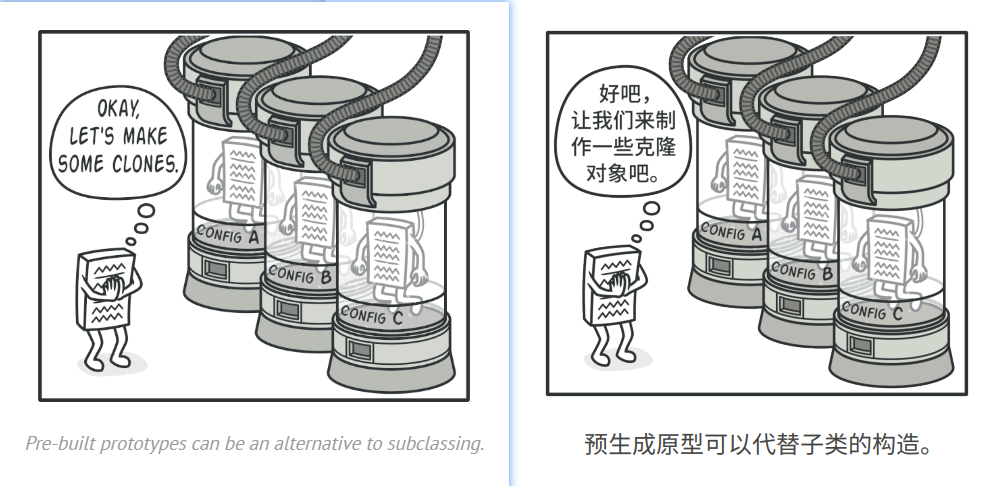 OKAY,
LET'S MAKE
SOME CLONES.
CONFIG A
CONFIG B
CONFIG C
Pre-built prototypes can be an alternative to subclassing.
好吧，
让我们来制
作一些克隆
对象吧。
CONFIG A
CONFIG B
CONFIG C
预生成原型可以代替子类的构造。